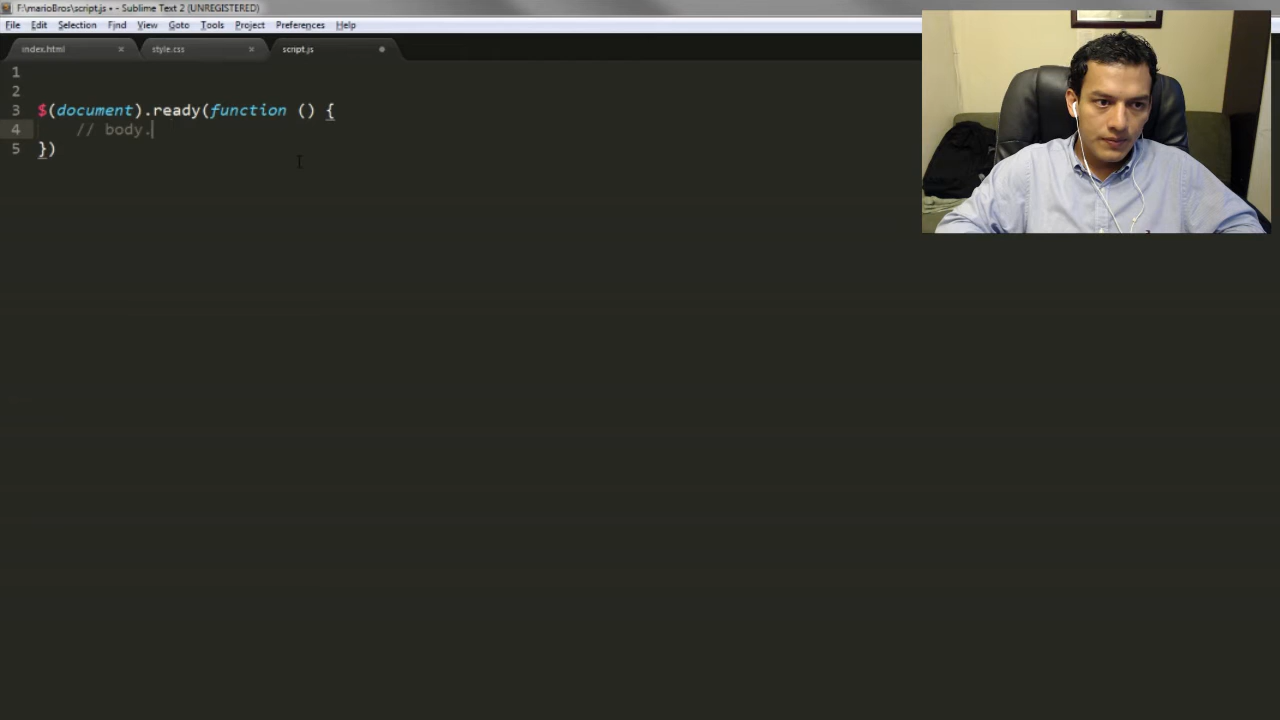 F:\marioBros\script.js • - Sublime Text 2 (UNREGISTERED)
File Edit Selection Find View Goto Tools Project Preferences Help
index.html × style.css × script.js
1
2
3 $(document).ready(function () {
4 // body.
5 })